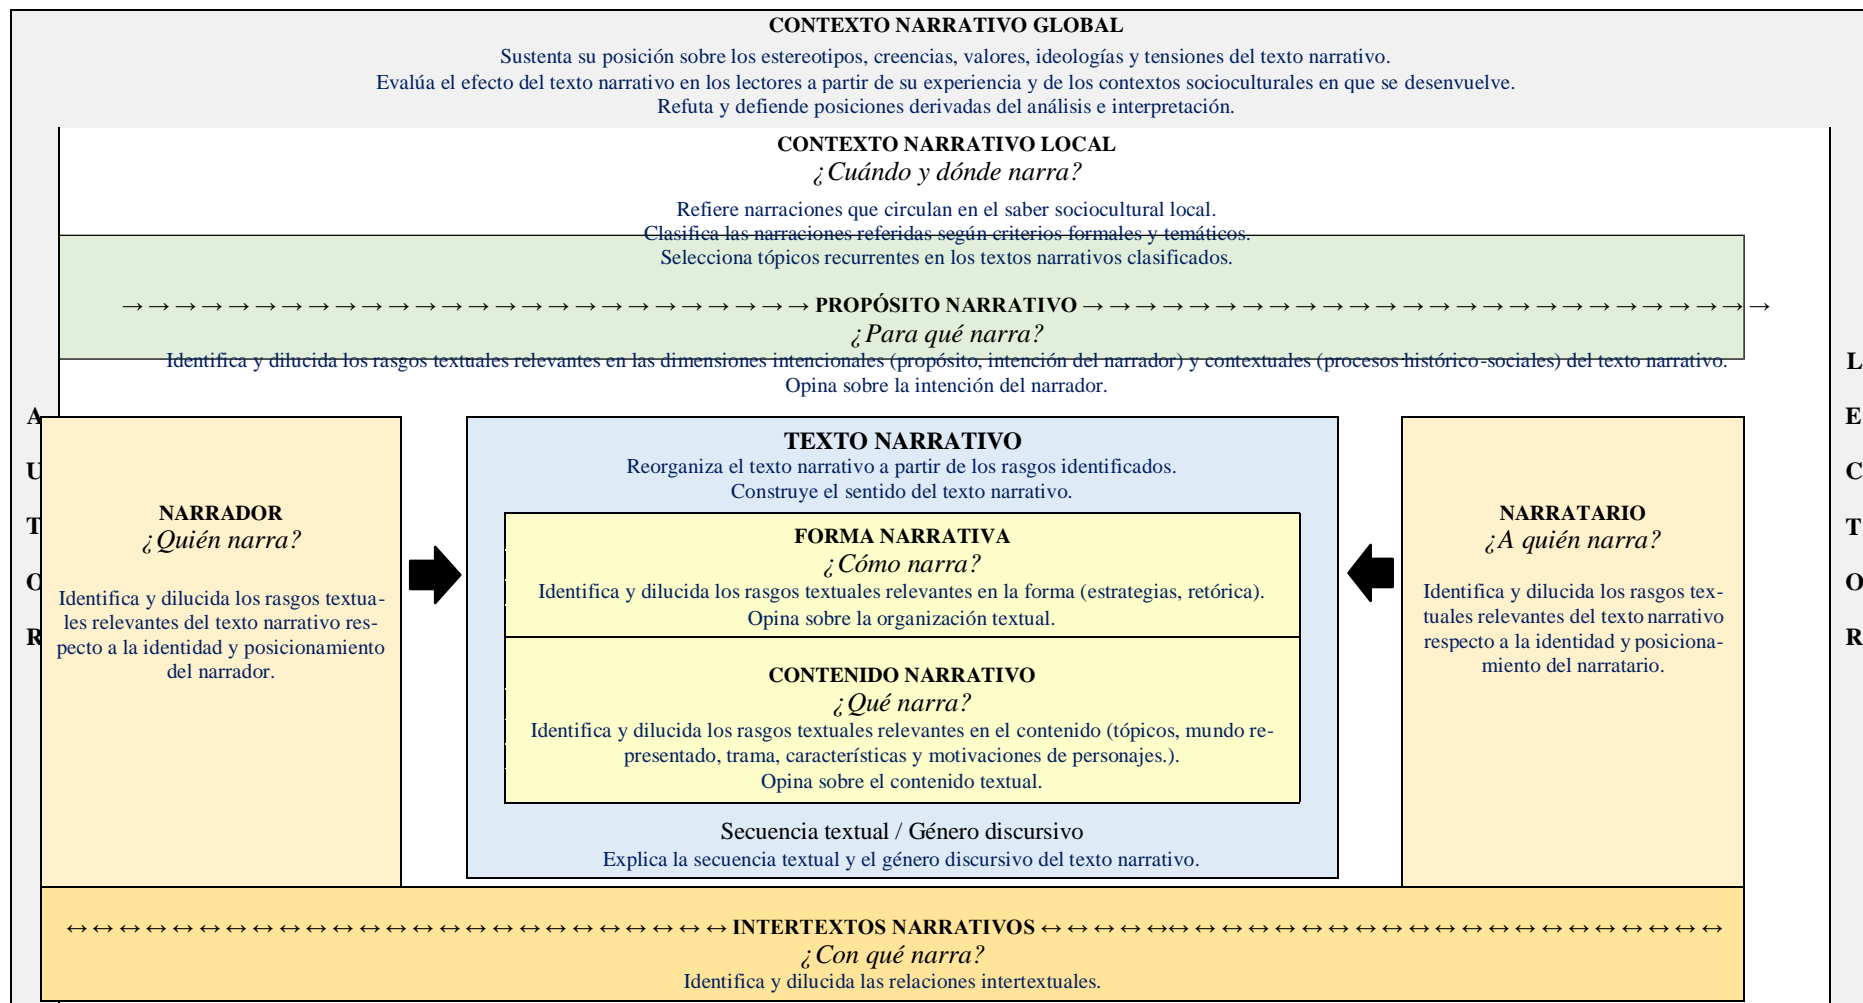 CONTEXTO NARRATIVO GLOBAL
Sustenta su posición sobre los estereotipos, creencias, valores, ideologías y tensiones del texto narrativo.
Evalúa el efecto del texto narrativo en los lectores a partir de su experiencia y de los contextos socioculturales en que se desenvuelve.
Refuta y defiende posiciones derivadas del análisis e interpretación.
CONTEXTO NARRATIVO LOCAL
¿Cuándo y dónde narra?
Refiere narraciones que circulan en el saber sociocultural local.
Clasifica las narraciones referidas según criterios formales y temáticos.
Selecciona tópicos recurrentes en los textos narrativos clasificados.
→ → → → → → → → → → → → → → → → → → → → → → → → → → PROPÓSITO NARRATIVO → → → → → → → → → → → → → → → → → → → → → → → → → →
¿Para qué narra?
Identifica y dilucida los rasgos textuales relevantes en las dimensiones intencionales (propósito, intención del narrador) y contextuales (procesos histórico-sociales) del texto narrativo.
Opina sobre la intención del narrador.
A
U
T
O
R
NARRADOR
¿Quién narra?
Identifica y dilucida los rasgos textua-
les relevantes del texto narrativo res-
pecto a la identidad y posicionamiento
del narrador.
TEXTO NARRATIVO
Reorganiza el texto narrativo a partir de los rasgos identificados.
Construye el sentido del texto narrativo.
FORMA NARRATIVA
¿Cómo narra?
Identifica y dilucida los rasgos textuales relevantes en la forma (estrategias, retórica).
Opina sobre la organización textual.
CONTENIDO NARRATIVO
¿Qué narra?
Identifica y dilucida los rasgos textuales relevantes en el contenido (tópicos, mundo re-
presentado, trama, características y motivaciones de personajes.).
Opina sobre el contenido textual.
Secuencia textual / Género discursivo
Explica la secuencia textual y el género discursivo del texto narrativo.
NARRATARIO
¿A quién narra?
Identifica y dilucida los rasgos tex-
tuales relevantes del texto narrativo
respecto a la identidad y posiciona-
miento del narratario.
L
E
C
T
O
R
↔ ↔ ↔ ↔ ↔ ↔ ↔ ↔ ↔ ↔ ↔ ↔ ↔ ↔ ↔ ↔ ↔ ↔ ↔ ↔ ↔ ↔ ↔ ↔ ↔ INTERTEXTOS NARRATIVOS ↔ ↔ ↔ ↔ ↔↔ ↔ ↔ ↔ ↔ ↔ ↔ ↔ ↔ ↔ ↔ ↔ ↔ ↔ ↔ ↔ ↔ ↔ ↔ ↔ ↔
¿Con qué narra?
Identifica y dilucida las relaciones intertextuales.